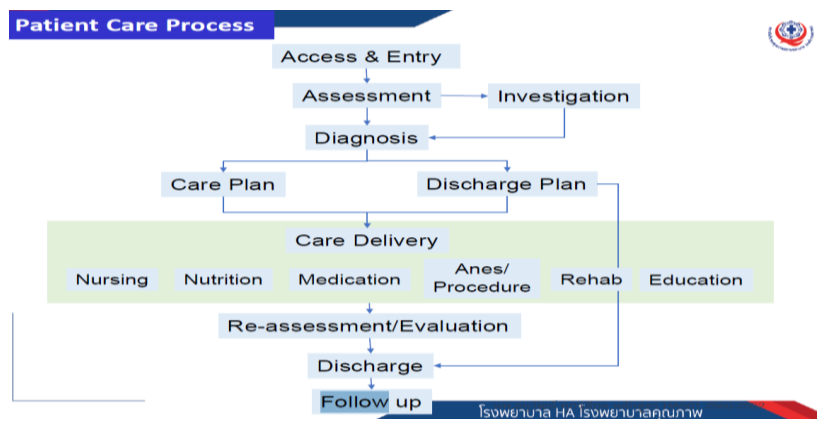 Patient Care Process
Access & Entry
Assessment
Investigation
Diagnosis
Care Plan
Discharge Plan
Care Delivery
Nursing
Nutrition
Medication
Anes/
Procedure
Rehab
Education
Re-assessment/Evaluation
Discharge
Follow up
โรงพยาบาล HA โรงพยาบาลคุณภาพ